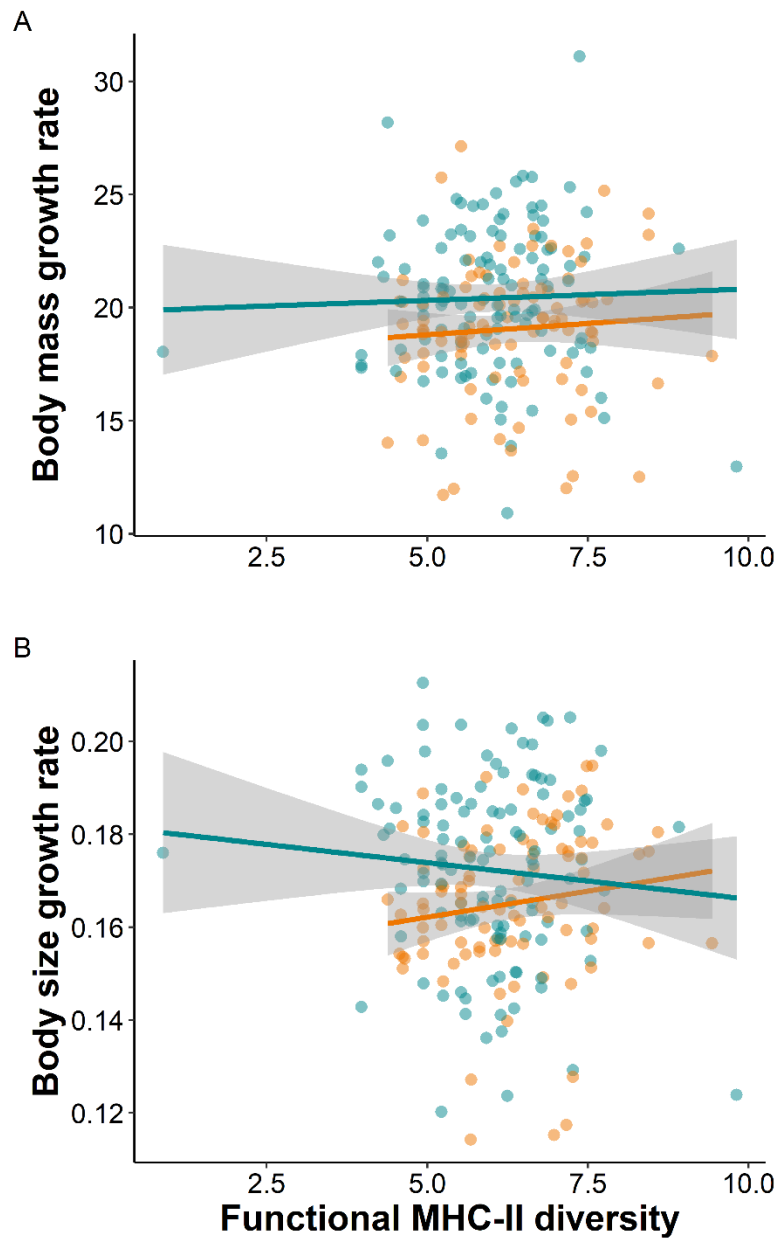 A
Body mass growth rate
30
25
20
15
10
2.5 5.0 7.5 10.0
B
Body size growth rate
0.20
0.18
0.16
0.14
0.12
2.5 5.0 7.5 10.0
Functional MHC-II diversity